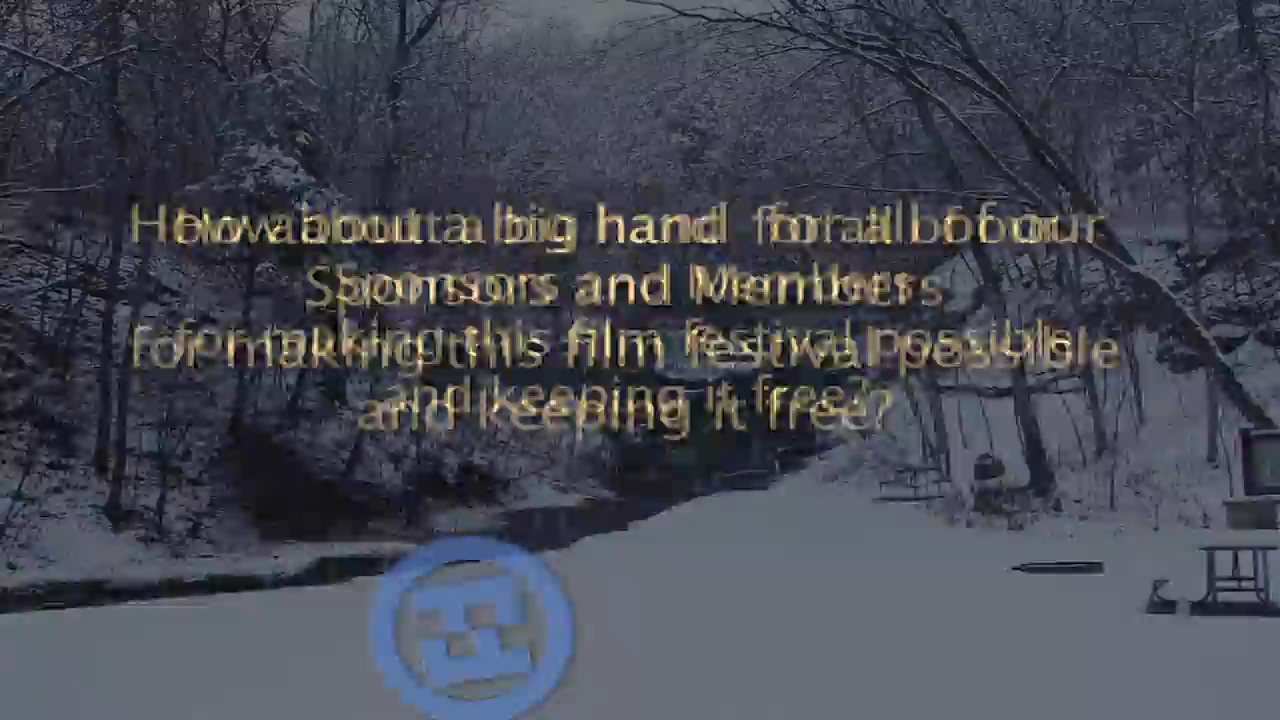 How about a big hand for all of our
Sponsors and Members
for making this film festival possible
and keeping it free?